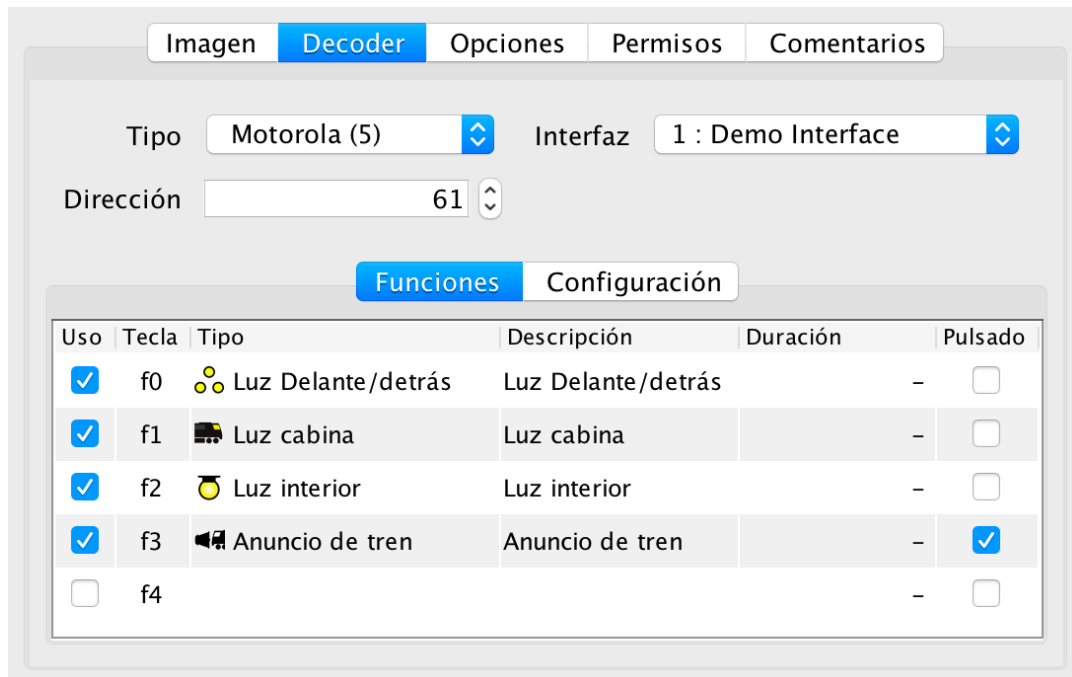 Imagen Decoder Opciones Permisos Comentarios
Tipo Motorola (5) Interfaz 1 : Demo Interface
Dirección 61
Funciones Configuración
Uso Tecla Tipo Descripción Duración Pulsado
f0 Luz Delante/detrás Luz Delante/detrás –
f1 Luz cabina Luz cabina –
f2 Luz interior Luz interior –
f3 Anuncio de tren Anuncio de tren –
f4 –